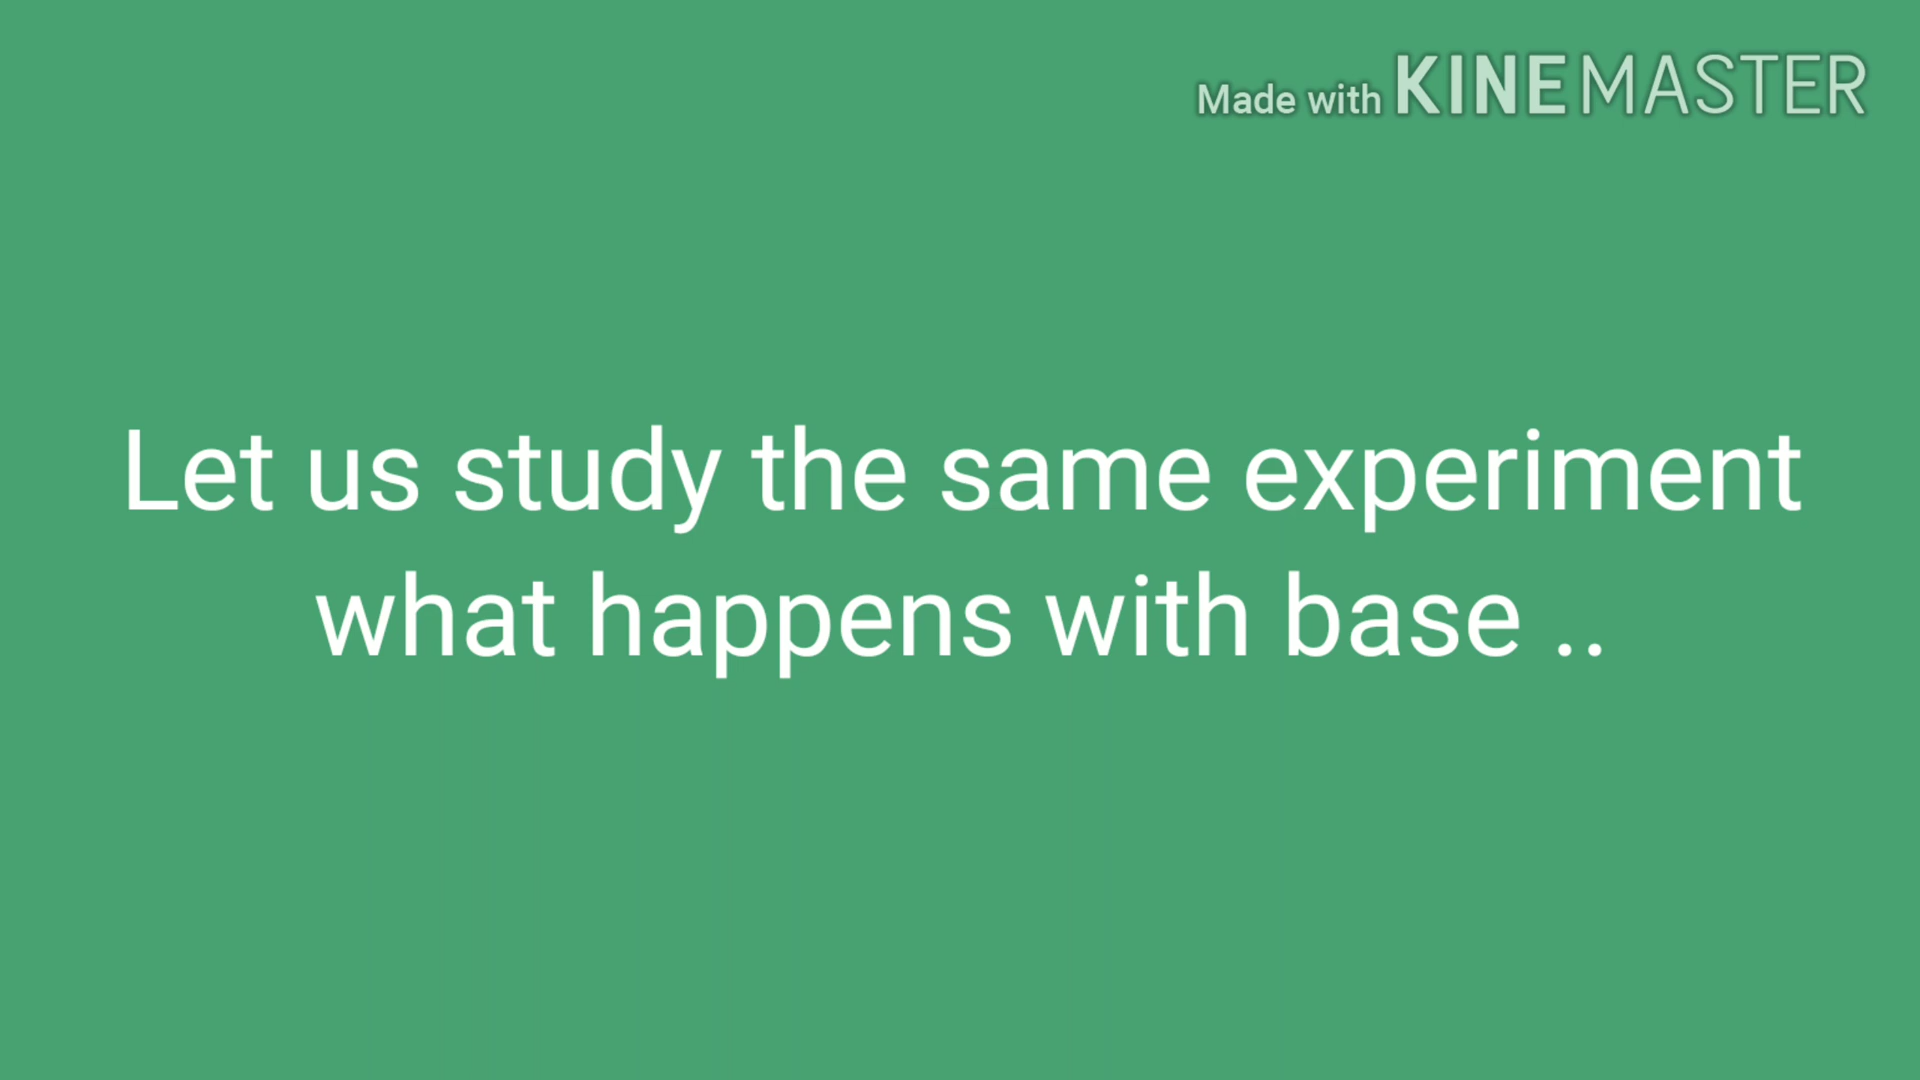 Made with KINEMASTER
Let us study the same experiment
what happens with base ..